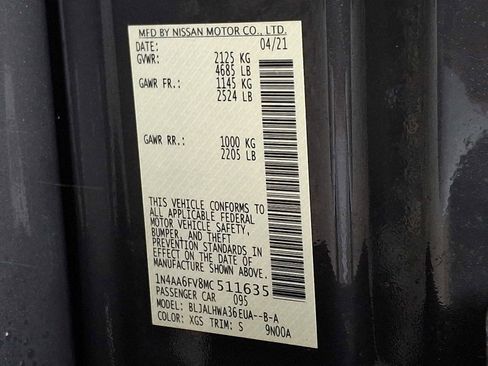 MFD BY NISSAN MOTOR CO., LTD.
DATE: 04/21
GVWR: 2125 KG
4685 LB
GAWR FR.: 1145 KG
2524 LB
GAWR RR.: 1000 KG
2205 LB
THIS VEHICLE CONFORMS TO
ALL APPLICABLE FEDERAL
MOTOR VEHICLE SAFETY,
BUMPER, AND THEFT
PREVENTION STANDARDS IN
EFFECT ON THE DATE OF
MANUFACTURE SHOWN ABOVE.
1N4AA6FV8MC511635
PASSENGER CAR 095
MODEL: BLJALHWA36EUA--B-A
COLOR: XGS TRIM: S 9N00A